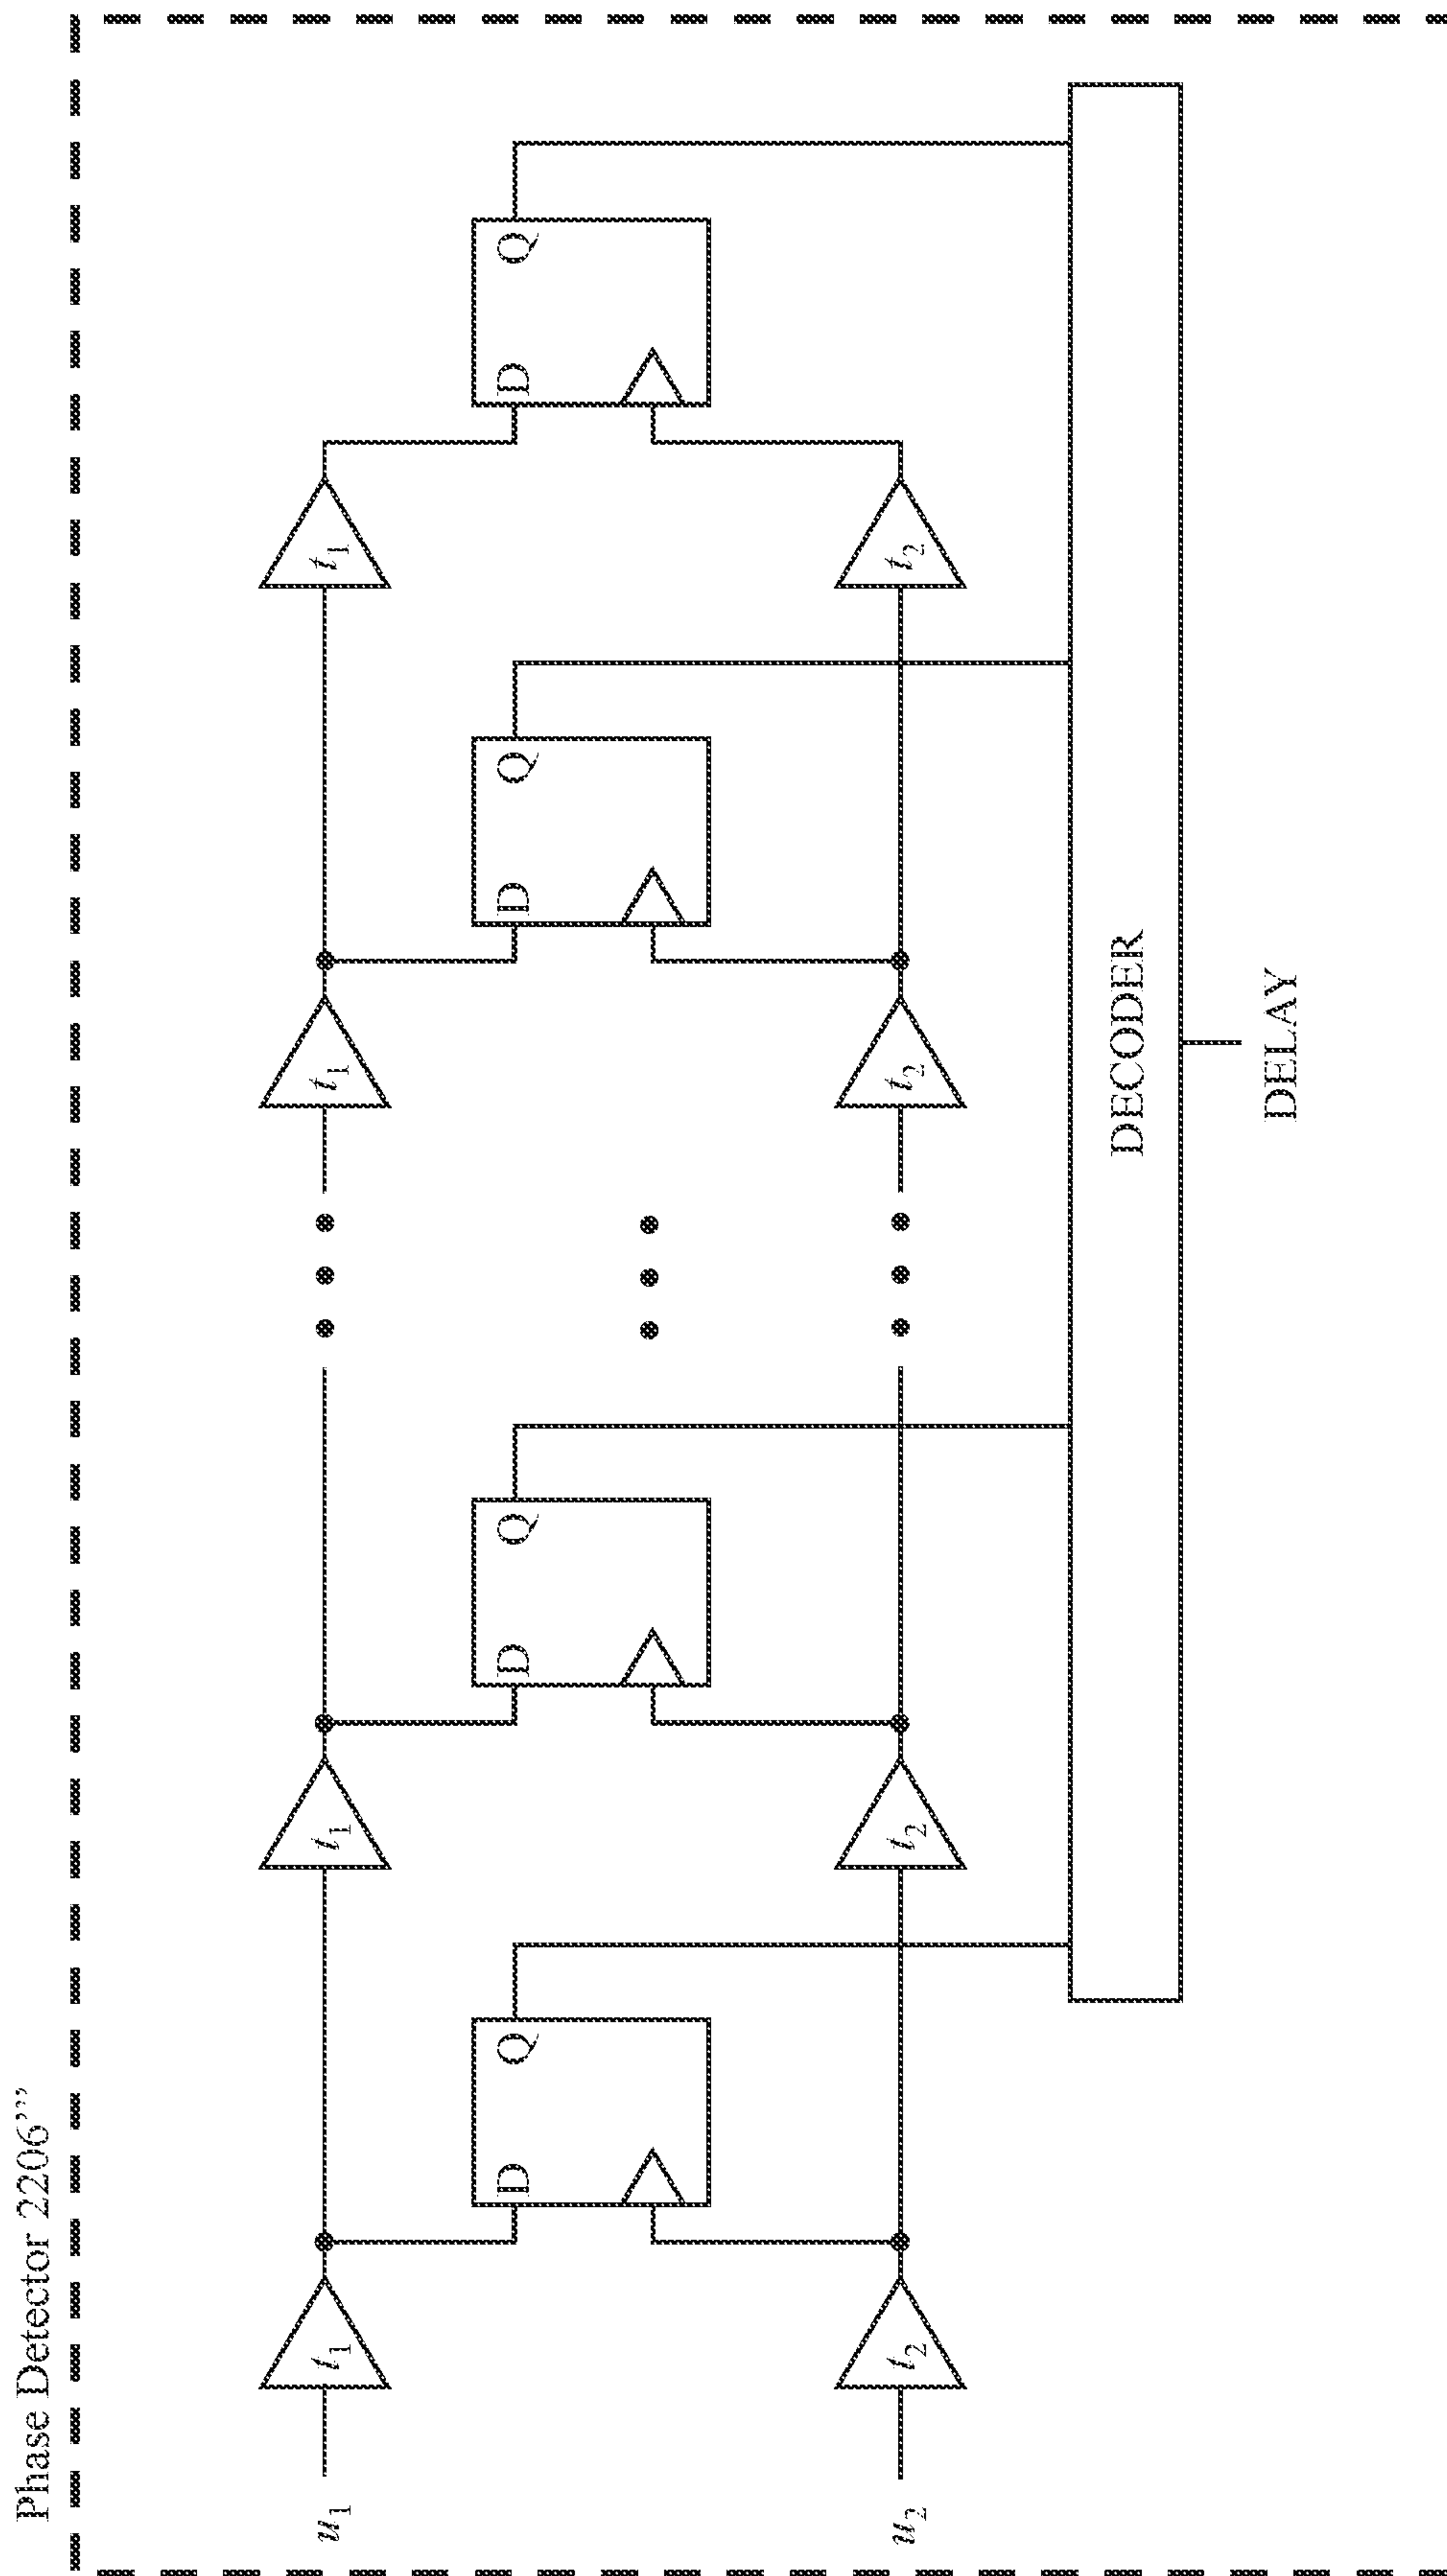 Phase Detector 2206”’
u1 t1 t1 t1 t1
D Q D Q D Q D Q
u2 t2 t2 t2 t2
DECODER
DELAY